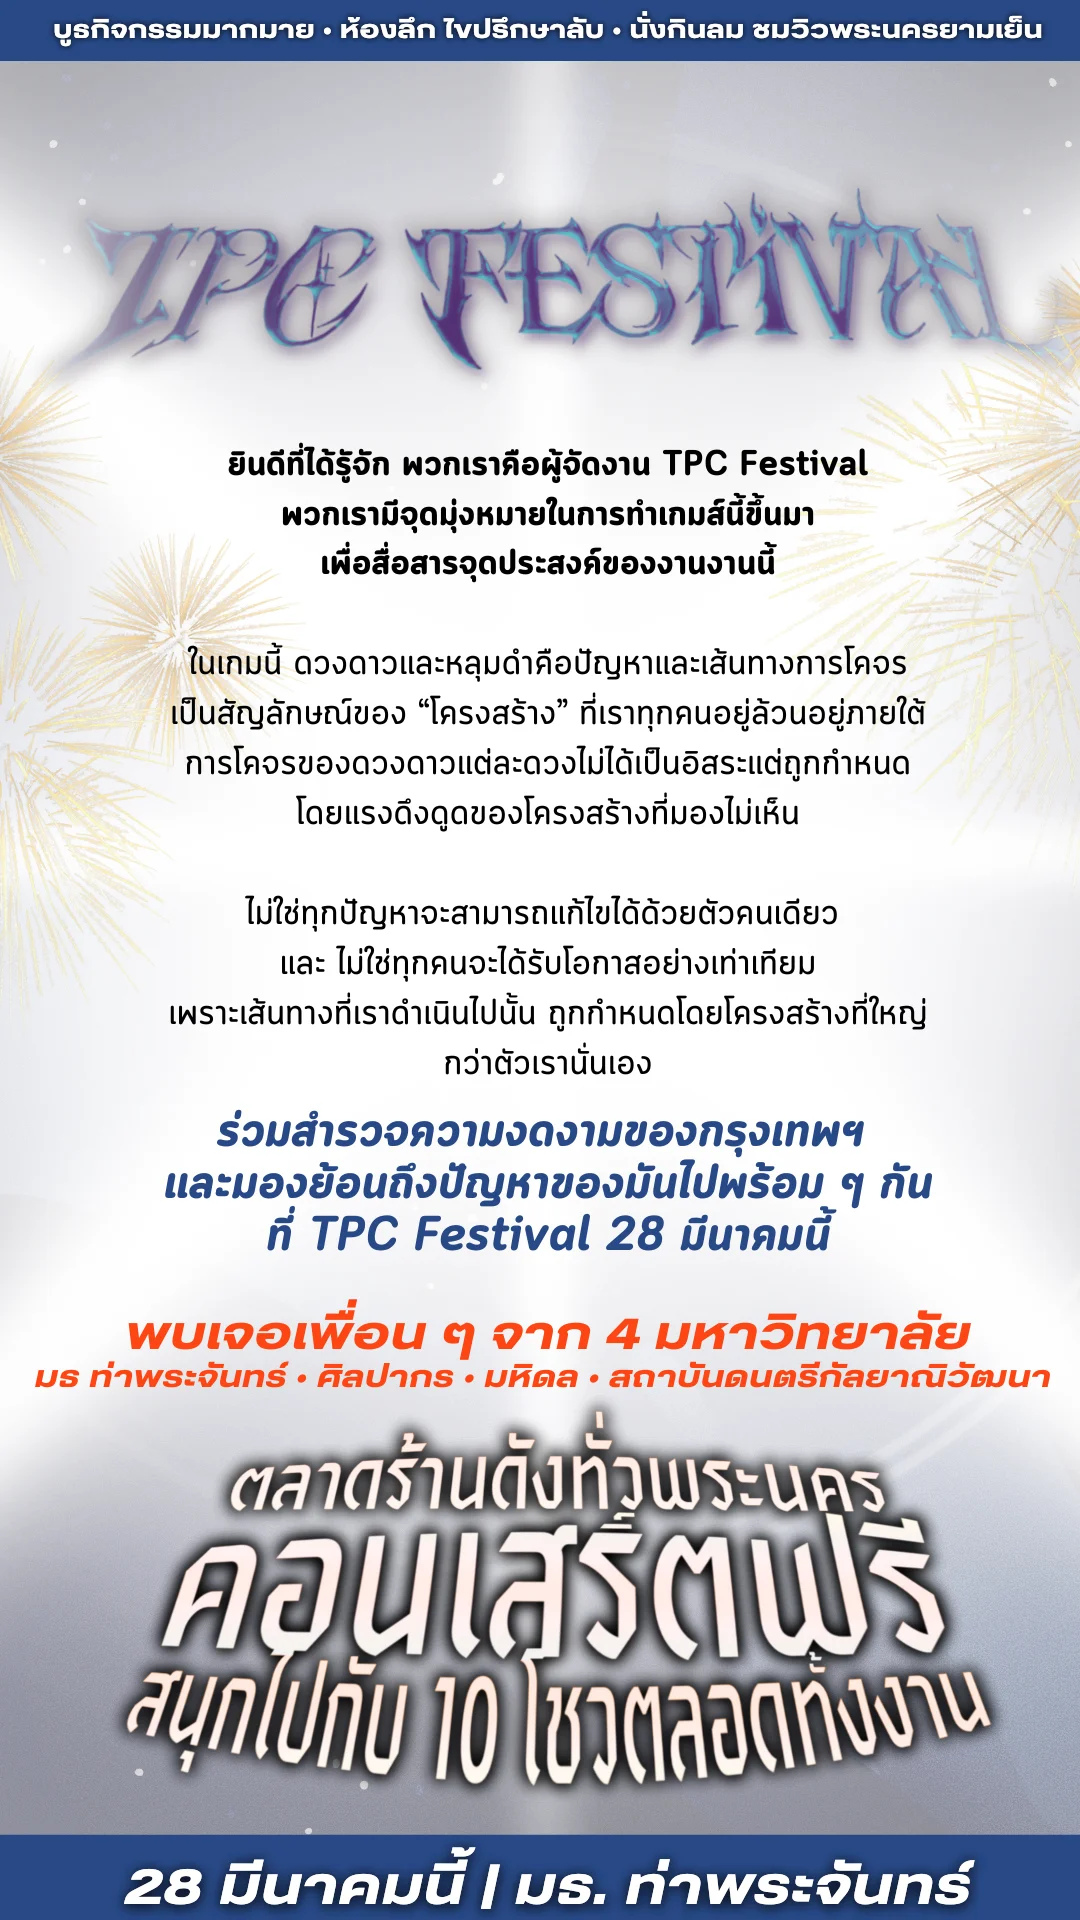 บูธกิจกรรมมากมาย • ห้องลึก ไขปรึกษาลับ • นั่งกินลม ชมวิวพระนครยามเย็น
TPC FESTIVAL
ยินดีที่ได้รู้จัก พวกเราคือผู้จัดงาน TPC Festival
พวกเรามีจุดมุ่งหมายในการทำเกมส์นี้ขึ้นมา
เพื่อสื่อสารจุดประสงค์ของงานงานนี้
ในเกมนี้ ดวงดาวและหลุมดำคือปัญหาและเส้นทางการโคจร
เป็นสัญลักษณ์ของ “โครงสร้าง” ที่เราทุกคนอยู่ล้วนอยู่ภายใต้
การโคจรของดวงดาวแต่ละดวงไม่ได้เป็นอิสระแต่ถูกกำหนด
โดยแรงดึงดูดของโครงสร้างที่มองไม่เห็น
ไม่ใช่ทุกปัญหาจะสามารถแก้ไขได้ด้วยตัวคนเดียว
และ ไม่ใช่ทุกคนจะได้รับโอกาสอย่างเท่าเทียม
เพราะเส้นทางที่เราดำเนินไปนั้น ถูกกำหนดโดยโครงสร้างที่ใหญ่
กว่าตัวเรานั่นเอง
ร่วมสำรวจความงดงามของกรุงเทพฯ
และมองย้อนถึงปัญหาของมันไปพร้อม ๆ กัน
ที่ TPC Festival 28 มีนาคมนี้
พบเจอเพื่อน ๆ จาก 4 มหาวิทยาลัย
มธ ท่าพระจันทร์ • ศิลปากร • มหิดล • สถาบันดนตรีกัลยาณิวัฒนา
ตลาดร้านดังทั่วพระนคร
คอนเสริตฟรี
สนุกไปกับ 10 โชวตลอดทั้งงาน
28 มีนาคมนี้ | มธ. ท่าพระจันทร์